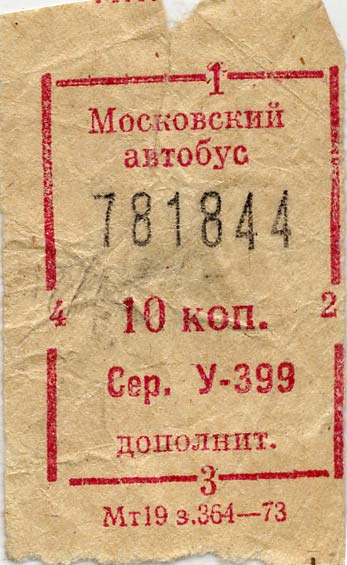 1
Московский
автобус
781844
4 10 коп. 2
Сер. У-399
дополнит.
3
Мт19 з.364—73